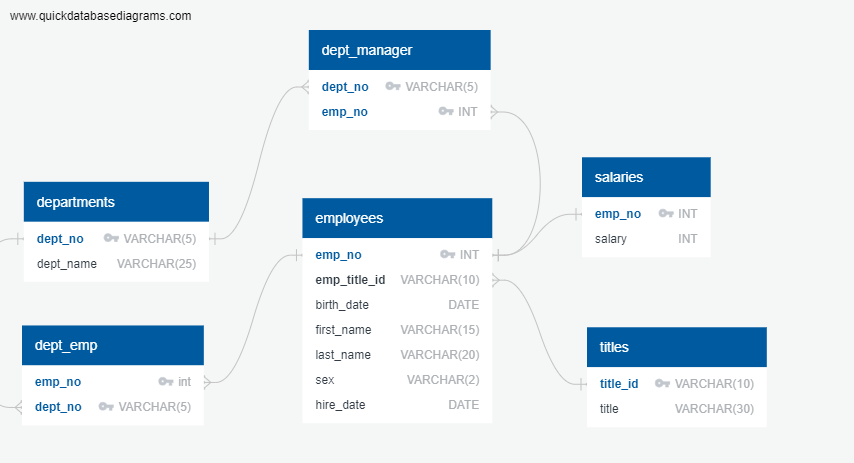 www.quickdatabasediagrams.com
dept_manager
dept_no VARCHAR(5)
emp_no INT
departments
dept_no VARCHAR(5)
dept_name VARCHAR(25)
employees
emp_no INT
emp_title_id VARCHAR(10)
birth_date DATE
first_name VARCHAR(15)
last_name VARCHAR(20)
sex VARCHAR(2)
hire_date DATE
salaries
emp_no INT
salary INT
dept_emp
emp_no int
dept_no VARCHAR(5)
titles
title_id VARCHAR(10)
title VARCHAR(30)